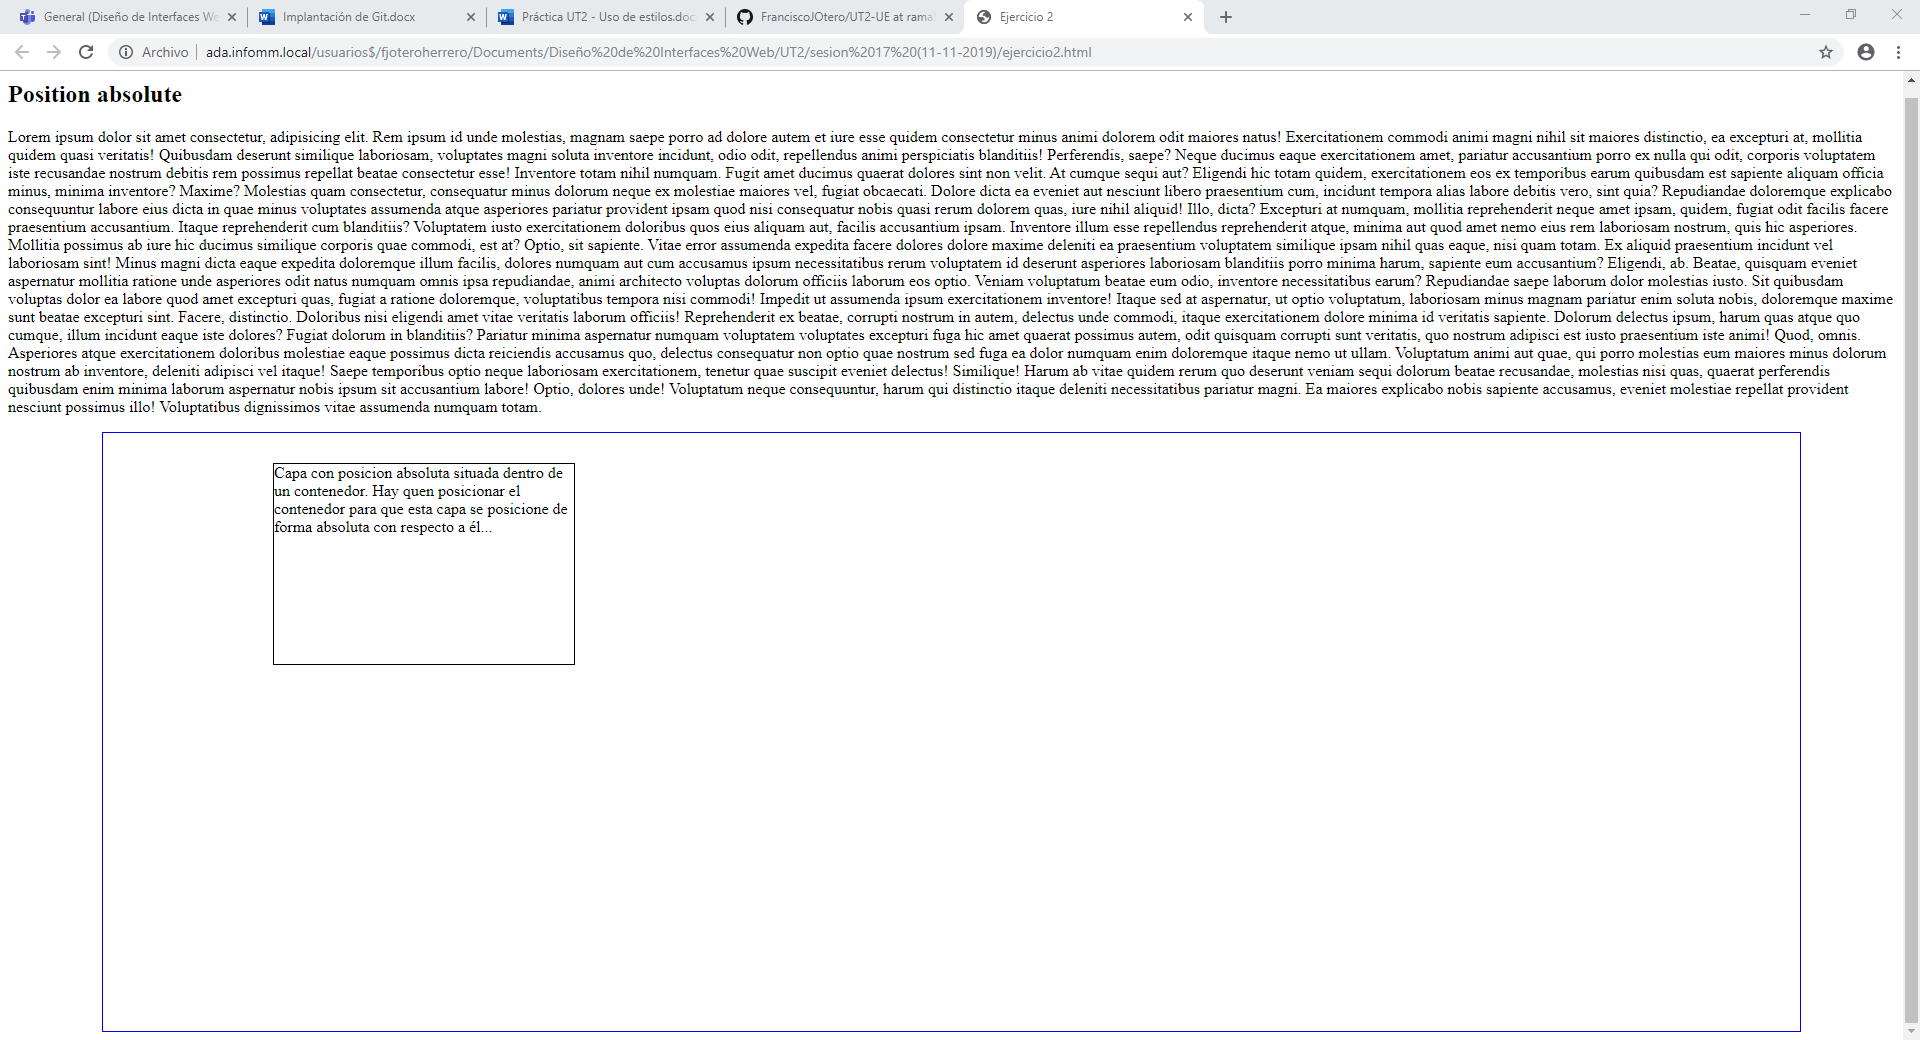 General (Diseño de Interfaces We
Implantación de Git.docx
Práctica UT2 - Uso de estilos.doc
FranciscoJOtero/UT2-UE at rama
Ejercicio 2
Archivo
ada.infomm.local/usuarios$/fjoteroherrero/Documents/Diseño%20de%20Interfaces%20Web/UT2/sesion%2017%20(11-11-2019)/ejercicio2.html
Position absolute
Lorem ipsum dolor sit amet consectetur, adipisicing elit. Rem ipsum id unde molestias, magnam saepe porro ad dolore autem et iure esse quidem consectetur minus animi dolorem odit maiores natus! Exercitationem commodi animi magni nihil sit maiores distinctio, ea excepturi at, mollitia
quidem quasi veritatis! Quibusdam deserunt similique laboriosam, voluptates magni soluta inventore incidunt, odio odit, repellendus animi perspiciatis blanditiis! Perferendis, saepe? Neque ducimus eaque exercitationem amet, pariatur accusantium porro ex nulla qui odit, corporis voluptatem
iste recusandae nostrum debitis rem possimus repellat beatae consectetur esse! Inventore totam nihil numquam. Fugit amet ducimus quaerat dolores sint non velit. At cumque sequi aut? Eligendi hic totam quidem, exercitationem eos ex temporibus earum quibusdam est sapiente aliquam officia
minus, minima inventore? Maxime? Molestias quam consectetur, consequatur minus dolorum neque ex molestiae maiores vel, fugiat obcaecati. Dolore dicta ea eveniet aut nesciunt libero praesentium cum, incidunt tempora alias labore debitis vero, sint quia? Repudiandae doloremque explicabo
consequuntur labore eius dicta in quae minus voluptates assumenda atque asperiores pariatur provident ipsam quod nisi consequatur nobis quasi rerum dolorem quas, iure nihil aliquid! Illo, dicta? Excepturi at numquam, mollitia reprehenderit neque amet ipsam, quidem, fugiat odit facilis facere
praesentium accusantium. Itaque reprehenderit cum blanditiis? Voluptatem iusto exercitationem doloribus quos eius aliquam aut, facilis accusantium ipsam. Inventore illum esse repellendus reprehenderit atque, minima aut quod amet nemo eius rem laboriosam nostrum, quis hic asperiores.
Mollitia possimus ab iure hic ducimus similique corporis quae commodi, est at? Optio, sit sapiente. Vitae error assumenda expedita facere dolores dolore maxime deleniti ea praesentium voluptatem similique ipsam nihil quas eaque, nisi quam totam. Ex aliquid praesentium incidunt vel
laboriosam sint! Minus magni dicta eaque expedita doloremque illum facilis, dolores numquam aut cum accusamus ipsum necessitatibus rerum voluptatem id deserunt asperiores laboriosam blanditiis porro minima harum, sapiente eum accusantium? Eligendi, ab. Beatae, quisquam eveniet
aspernatur mollitia ratione unde asperiores odit natus numquam omnis ipsa repudiandae, animi architecto voluptas dolorum officiis laborum eos optio. Veniam voluptatum beatae eum odio, inventore necessitatibus earum? Repudiandae saepe laborum dolor molestias iusto. Sit quibusdam
voluptas dolor ea labore quod amet excepturi quas, fugiat a ratione doloremque, voluptatibus tempora nisi commodi! Impedit ut assumenda ipsum exercitationem inventore! Itaque sed at aspernatur, ut optio voluptatum, laboriosam minus magnam pariatur enim soluta nobis, doloremque maxime
sunt beatae excepturi sint. Facere, distinctio. Doloribus nisi eligendi amet vitae veritatis laborum officiis! Reprehenderit ex beatae, corrupti nostrum in autem, delectus unde commodi, itaque exercitationem dolore minima id veritatis sapiente. Dolorum delectus ipsum, harum quas atque quo
cumque, illum incidunt eaque iste dolores? Fugiat dolorum in blanditiis? Pariatur minima aspernatur numquam voluptatem voluptates excepturi fuga hic amet quaerat possimus autem, odit quisquam corrupti sunt veritatis, quo nostrum adipisci est iusto praesentium iste animi! Quod, omnis.
Asperiores atque exercitationem doloribus molestiae eaque possimus dicta reiciendis accusamus quo, delectus consequatur non optio quae nostrum sed fuga ea dolor numquam enim doloremque itaque nemo ut ullam. Voluptatum animi aut quae, qui porro molestias eum maiores minus dolorum
nostrum ab inventore, deleniti adipisci vel itaque! Saepe temporibus optio neque laboriosam exercitationem, tenetur quae suscipit eveniet delectus! Similique! Harum ab vitae quidem rerum quo deserunt veniam sequi dolorum beatae recusandae, molestias nisi quas, quaerat perferendis
quibusdam enim minima laborum aspernatur nobis ipsum sit accusantium labore! Optio, dolores unde! Voluptatum neque consequuntur, harum qui distinctio itaque deleniti necessitatibus pariatur magni. Ea maiores explicabo nobis sapiente accusamus, eveniet molestiae repellat provident
nesciunt possimus illo! Voluptatibus dignissimos vitae assumenda numquam totam.
Capa con posicion absoluta situada dentro de
un contenedor. Hay quen posicionar el
contenedor para que esta capa se posicione de
forma absoluta con respecto a él...